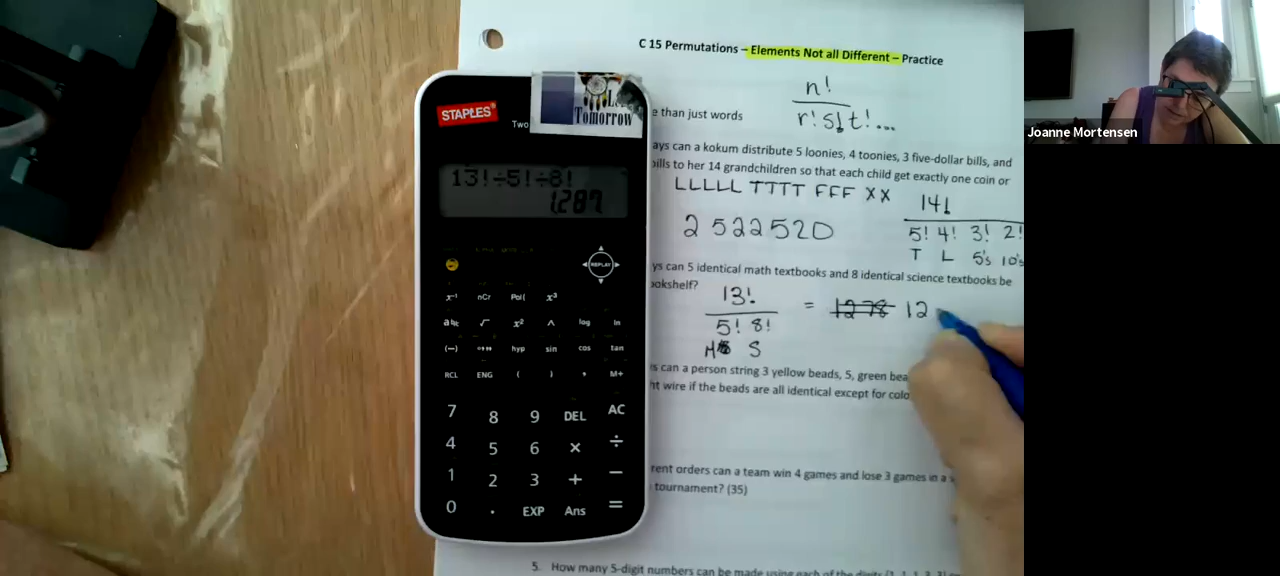 C 15 Permutations – Elements Not all Different – Practice
n!
r! s! t! ...
e than just words
ays can a kokum distribute 5 loonies, 4 toonies, 3 five-dollar bills, and
bills to her 14 grandchildren so that each child get exactly one coin or
LLLLL TTTT FFF XX
14!
5! 4! 3! 2!
T L 5's 10's
2522520
ys can 5 identical math textbooks and 8 identical science textbooks be
ookshelf?
13!
5! 8!
= 1278 12
S
s can a person string 3 yellow beads, 5, green bea
ht wire if the beads are all identical except for colo
rent orders can a team win 4 games and lose 3 games in a
tournament? (35)
5. How many 5-digit numbers can be made using each of the digits
STAPLES
Two
Tomorrow
13!÷5!÷8!
1,287.
REPLAY
x⁻¹ nCr Pol( x³
√ x² ^ log ln
(−) hyp sin cos tan
RCL ENG ( ) , M+
7 8 9 DEL AC
4 5 6 × ÷
1 2 3 + −
0 . EXP Ans =
Joanne Mortensen